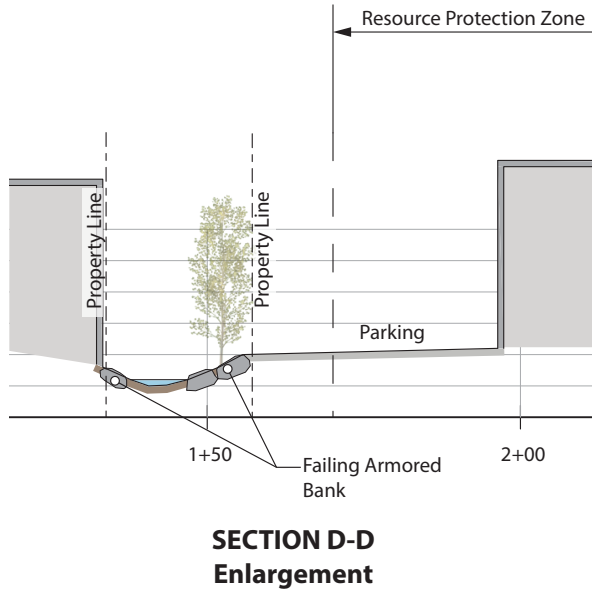 Resource Protection Zone
Property Line
Property Line
Parking
1+50
2+00
Failing Armored
Bank
SECTION D-D
Enlargement